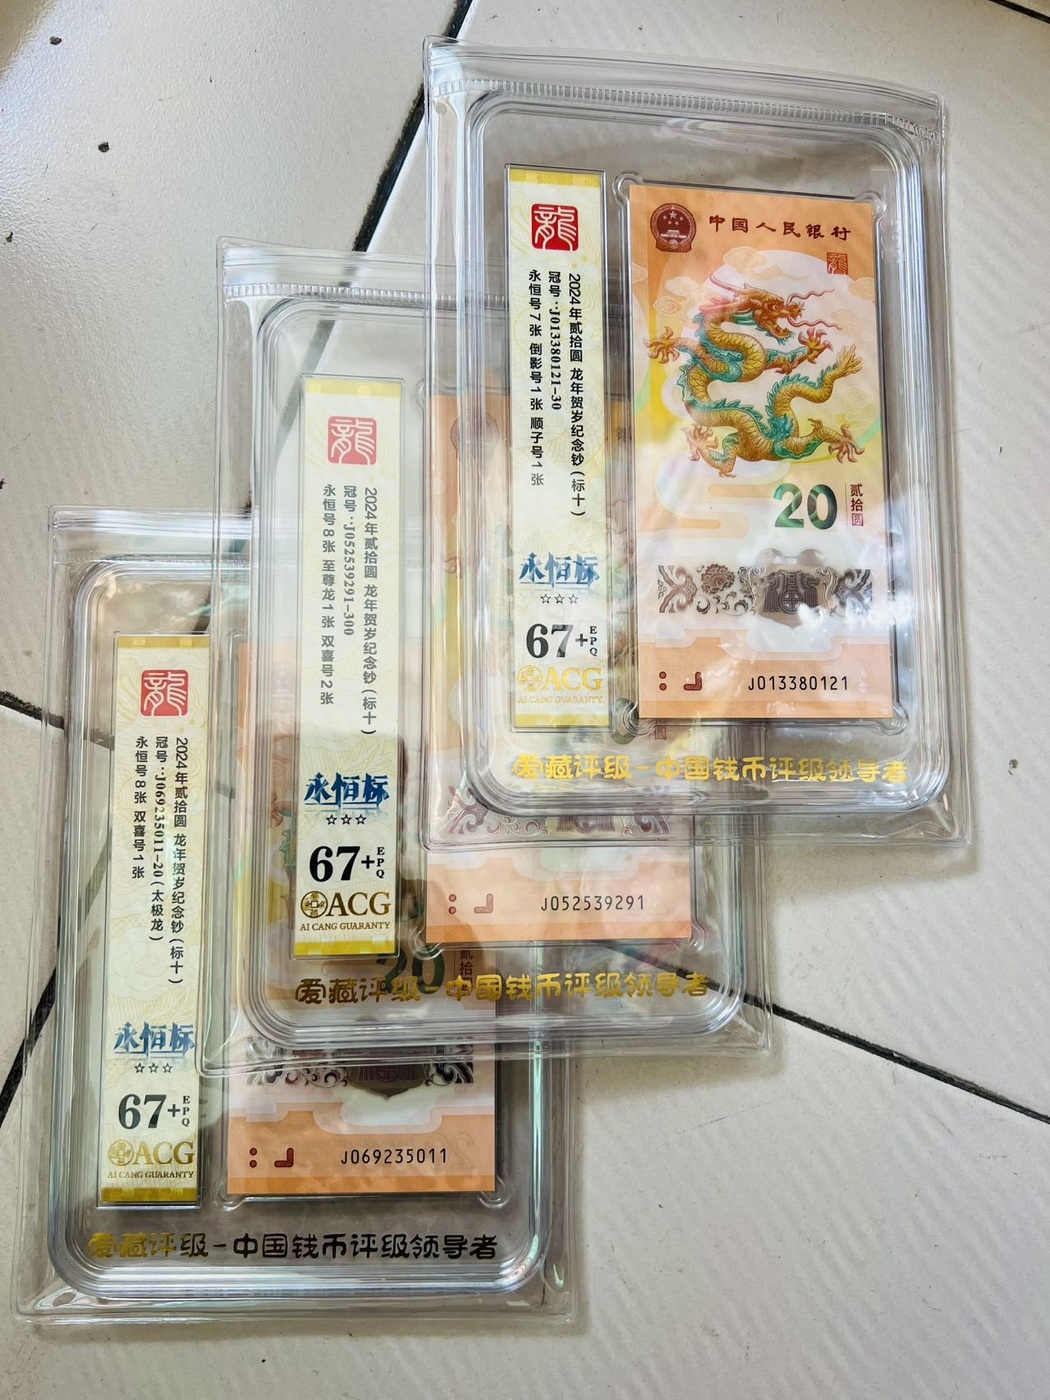 龍
2024年贰拾圆 龙年贺岁纪念钞(标十)
冠号:J013380121-30
永恒号7张 倒影号1张 顺子号1张
永恒标
☆☆☆
67+EPQ
ACG
AI CANG GUARANTY
中国人民银行
龍
20
贰拾圆
J013380121
爱藏评级-中国钱币评级领导者
龍
2024年贰拾圆 龙年贺岁纪念钞(标十)
冠号:J052539291-300
永恒号8张 至尊龙1张 双喜号2张
永恒标
☆☆☆
67+EPQ
ACG
AI CANG GUARANTY
圆
J052539291
爱藏评级-中国钱币评级领导者
龍
2024年贰拾圆 龙年贺岁纪念钞(标十)
冠号:J069235011-20(太极龙)
永恒号8张 双喜号1张
永恒标
☆☆☆
67+EPQ
ACG
AI CANG GUARANTY
20
贰拾
J069235011
爱藏评级-中国钱币评级领导者